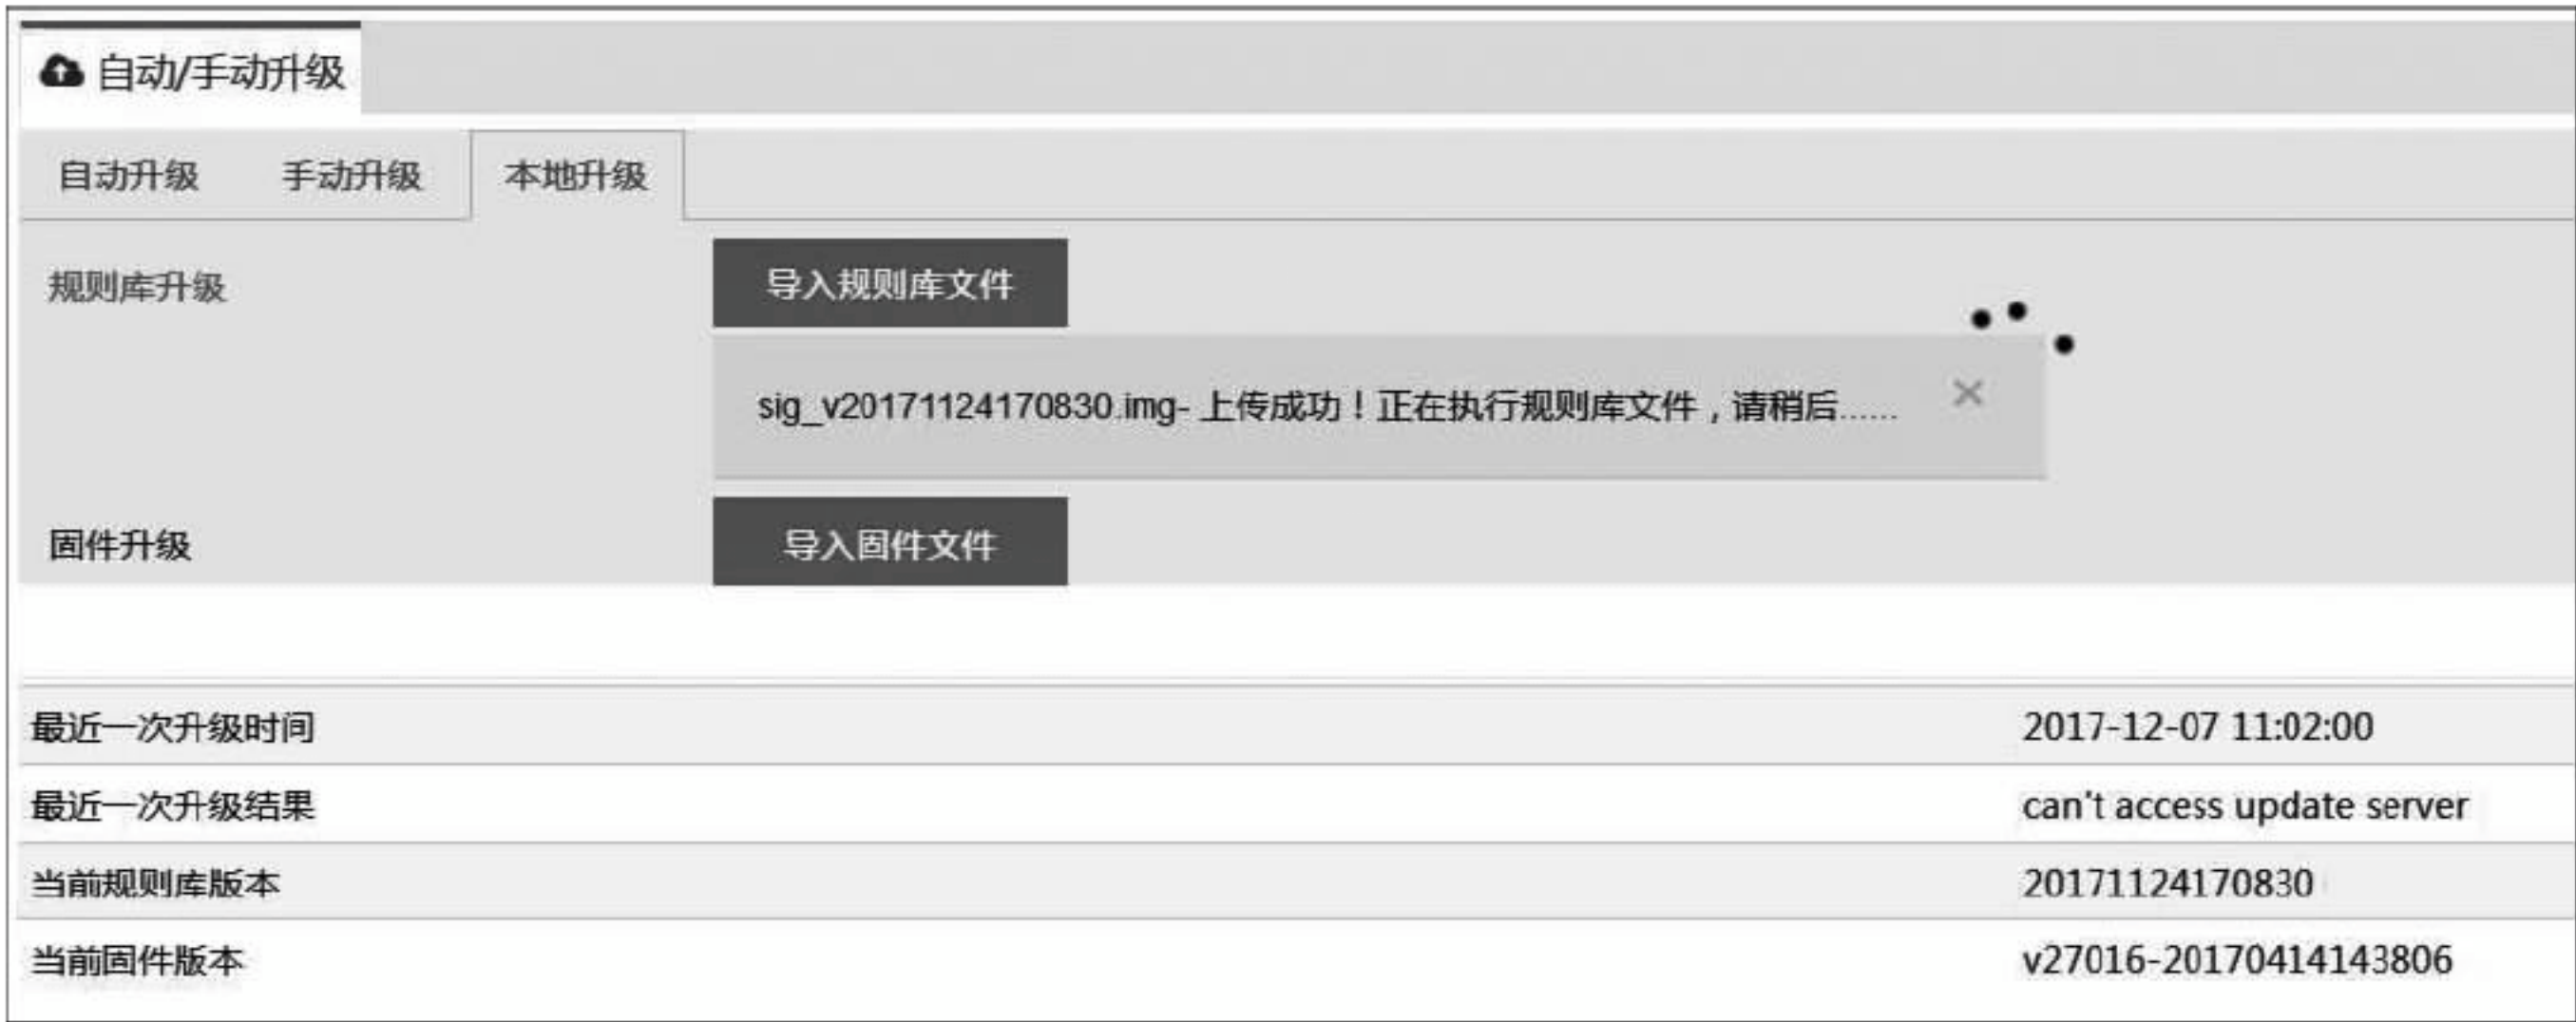 自动/手动升级
自动升级 手动升级 本地升级
规则库升级 导入规则库文件
sig_v20171124170830.img- 上传成功！正在执行规则库文件，请稍后......
固件升级 导入固件文件
最近一次升级时间 2017-12-07 11:02:00
最近一次升级结果 can't access update server
当前规则库版本 20171124170830
当前固件版本 v27016-20170414143806